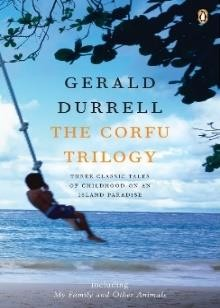 GERALD
DURRELL
THE CORFU
TRILOGY
THREE CLASSIC TALES
OF CHILDHOOD ON AN
ISLAND PARADISE
including
My Family and Other Animals